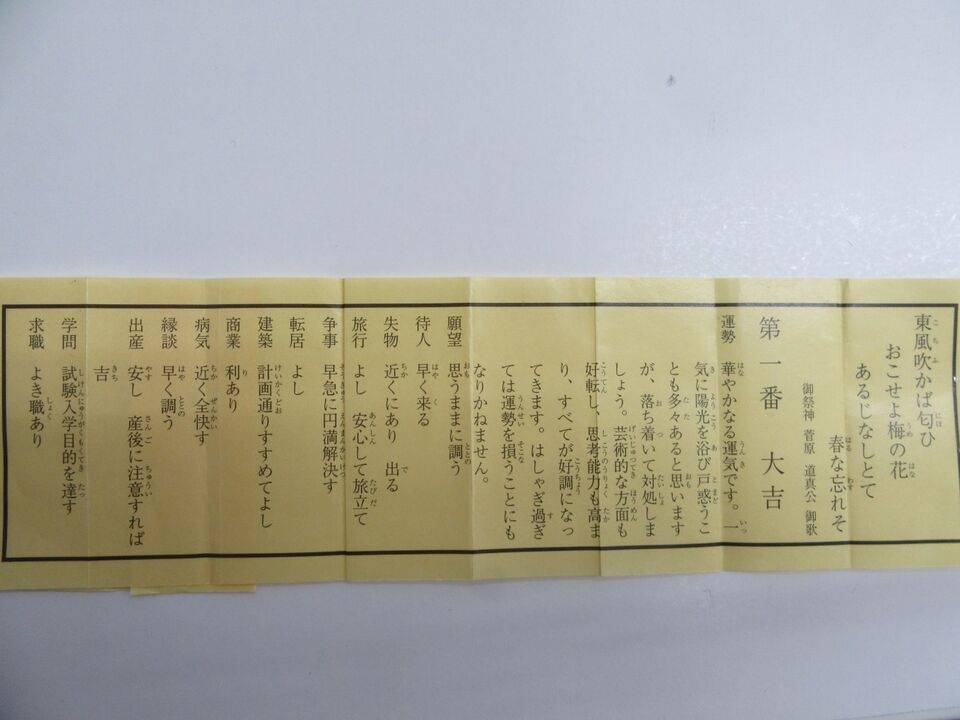 東風吹かば匂ひ
おこせよ梅の花
あるじなしとて
春な忘れそ
御祭神 菅原 道真公 御歌
第一番 大吉
運勢 華やかなる運気です。一
気に陽光を浴び戸惑うこ
とも多々あると思います
が、落ち着いて対処しま
しょう。芸術的な方面も
好転し、思考能力も高ま
り、すべてが好調になっ
てきます。はしゃぎ過ぎ
ては運勢を損うことにも
なりかねません。
願望 思うままに調う
待人 早く来る
失物 近くにあり 出る
旅行 よし 安心して旅立て
争事 早急に円満解決す
転居 よし
建築 計画通りすすめてよし
商業 利あり
病気 近く全快す
縁談 早く調う
出産 安し 産後に注意すれば
吉
学問 試験入学目的を達す
求職 よき職あり